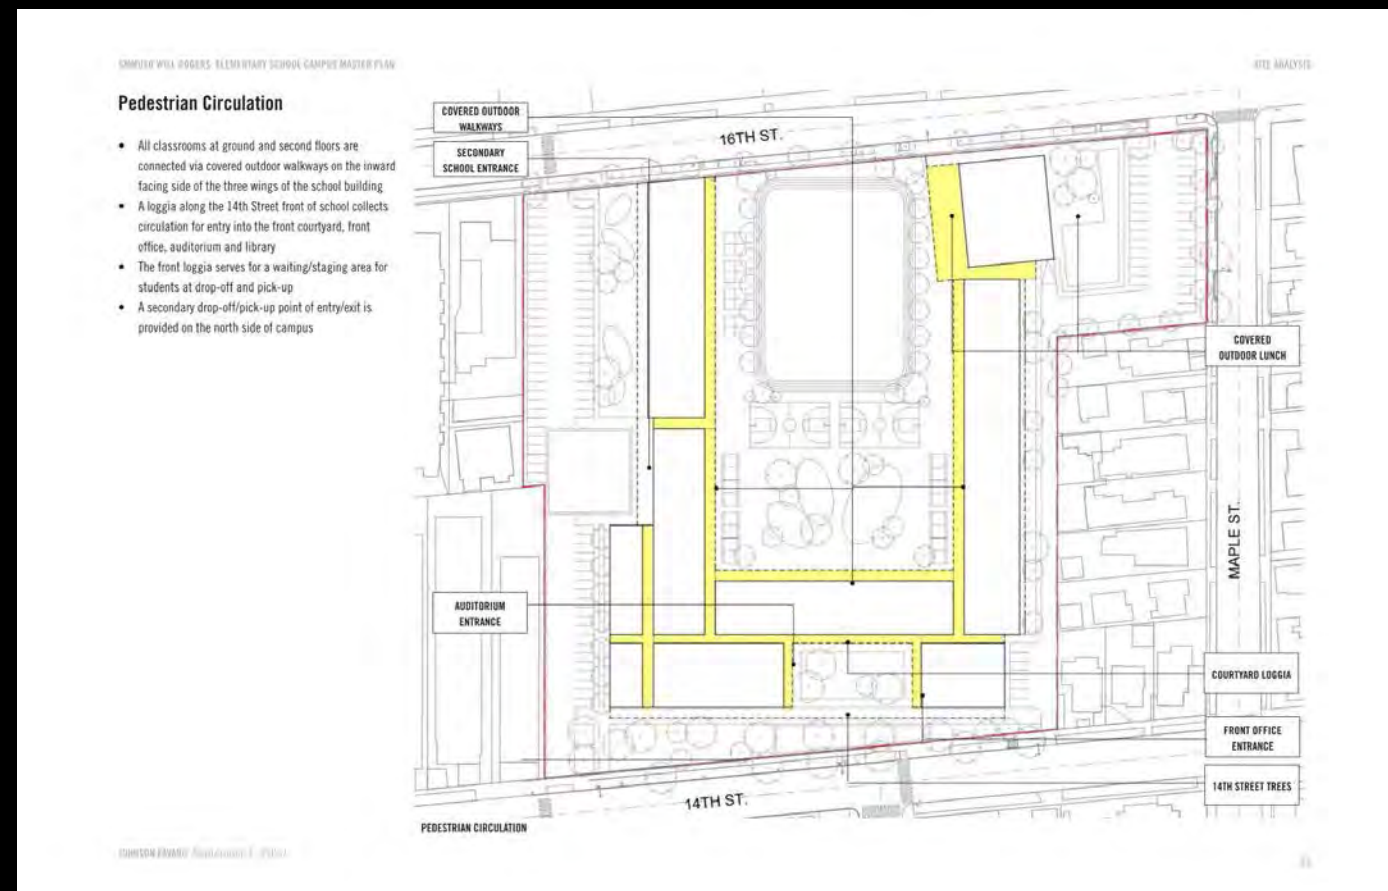 SMMUSD WILL ROGERS ELEMENTARY SCHOOL CAMPUS MASTER PLAN
SITE ANALYSIS
Pedestrian Circulation
• All classrooms at ground and second floors are
connected via covered outdoor walkways on the inward
facing side of the three wings of the school building
• A loggia along the 14th Street front of school collects
circulation for entry into the front courtyard, front
office, auditorium and library
• The front loggia serves for a waiting/staging area for
students at drop-off and pick-up
• A secondary drop-off/pick-up point of entry/exit is
provided on the north side of campus
COVERED OUTDOOR
WALKWAYS
SECONDARY
SCHOOL ENTRANCE
16TH ST.
COVERED
OUTDOOR LUNCH
MAPLE ST.
AUDITORIUM
ENTRANCE
COURTYARD LOGGIA
FRONT OFFICE
ENTRANCE
14TH STREET TREES
14TH ST.
PEDESTRIAN CIRCULATION
JOHNSON FAVARO